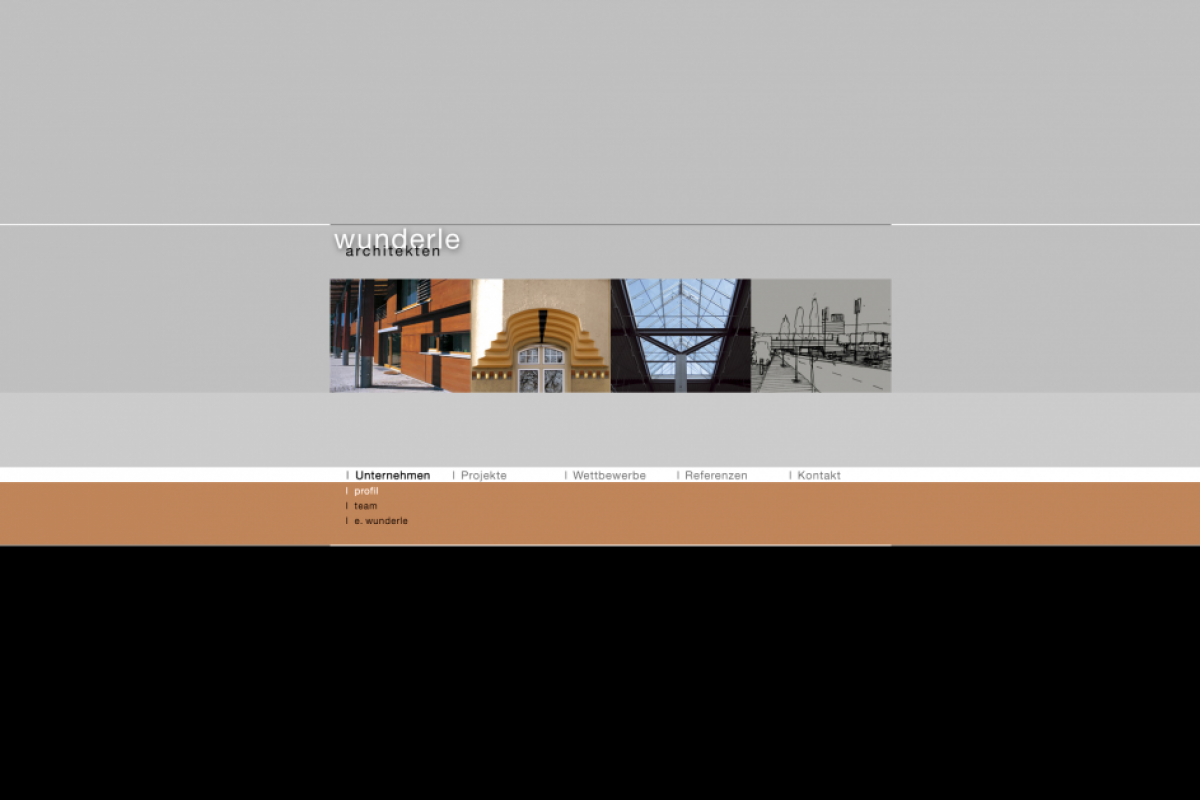 wunderle
architekten
| Unternehmen | Projekte | Wettbewerbe | Referenzen | Kontakt
| profil
| team
| e. wunderle